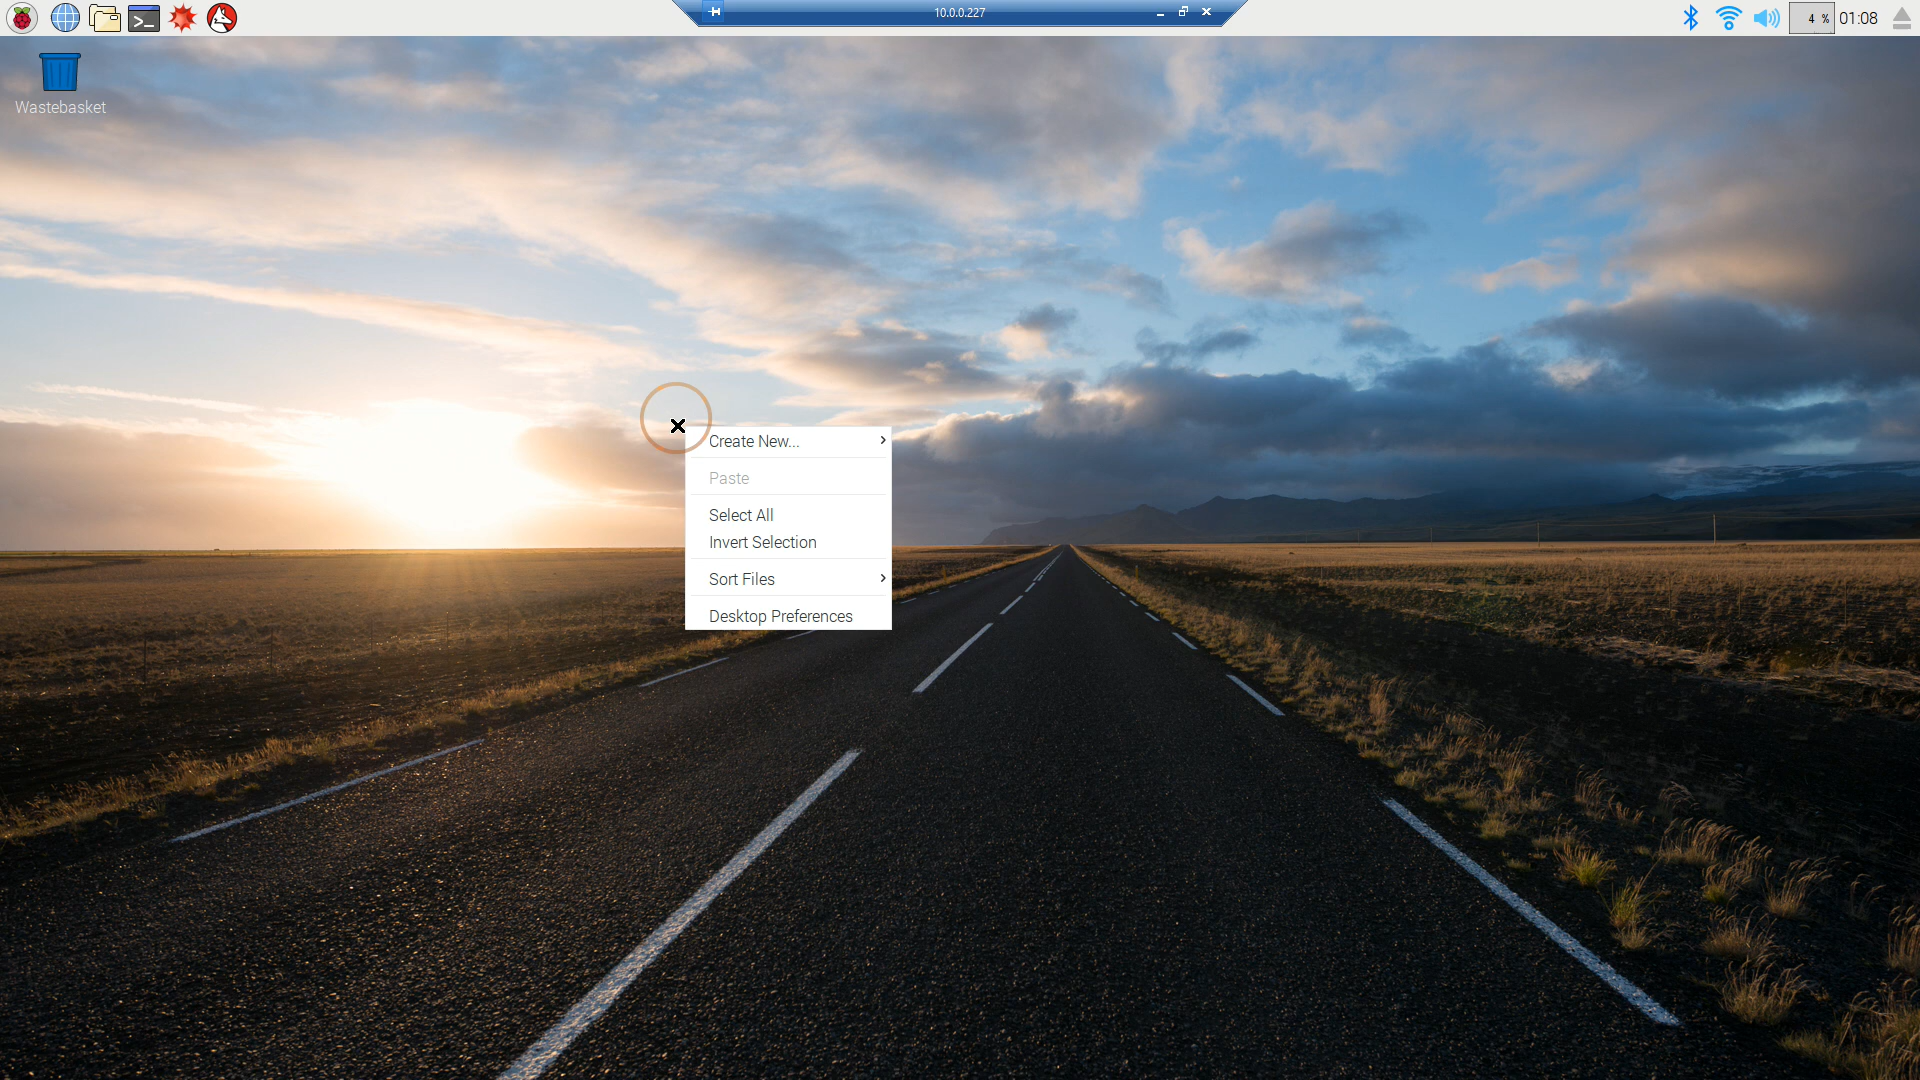 10.0.0.227
4 %
01:08
Wastebasket
Create New...
Paste
Select All
Invert Selection
Sort Files
Desktop Preferences